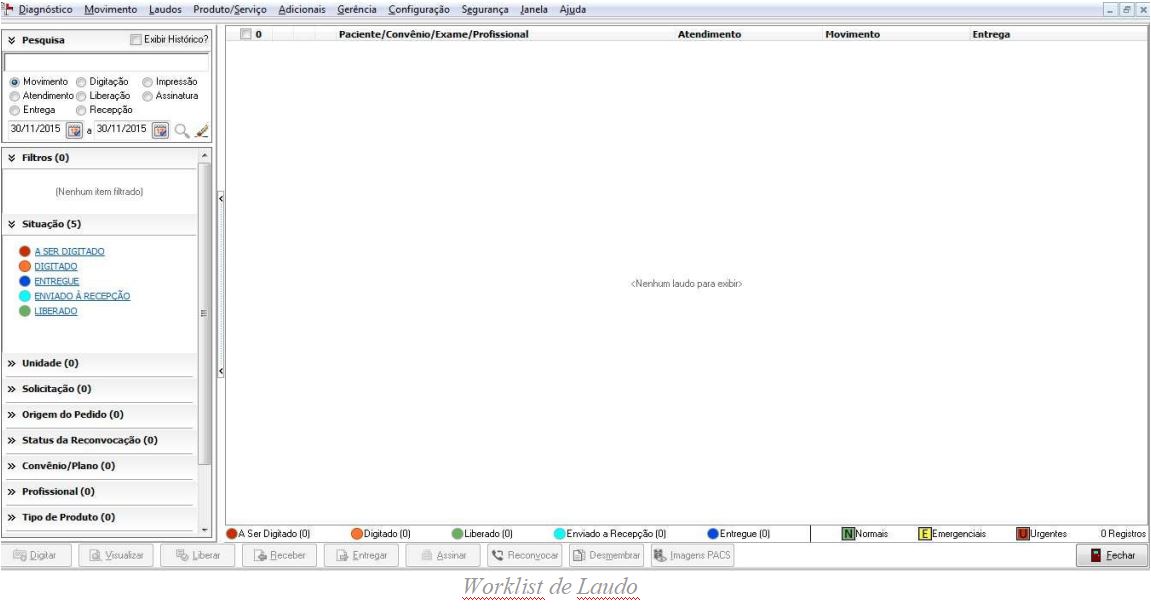 Diagnóstico Movimento Laudos Produto/Serviço Adicionais Gerência Configuração Segurança Janela Ajuda
Pesquisa Exibir Histórico?
Movimento Digitação Impressão
Atendimento Liberação Assinatura
Entrega Recepção
30/11/2015 a 30/11/2015
Filtros (0)
(Nenhum item filtrado)
Situação (5)
A SER DIGITADO
DIGITADO
ENTREGUE
ENVIADO À RECEPÇÃO
LIBERADO
Unidade (0)
Solicitação (0)
Origem do Pedido (0)
Status da Reconvocação (0)
Convênio/Plano (0)
Profissional (0)
Tipo de Produto (0)
0 Paciente/Convênio/Exame/Profissional Atendimento Movimento Entrega
<Nenhum laudo para exibir>
A Ser Digitado (0) Digitado (0) Liberado (0) Enviado a Recepção (0) Entregue (0) N Normais E Emergenciais U Urgentes 0 Registros
Digitar Visualizar Liberar Receber Entregar Assinar Reconvocar Desmembrar Imagens PACS Fechar
Worklist de Laudo